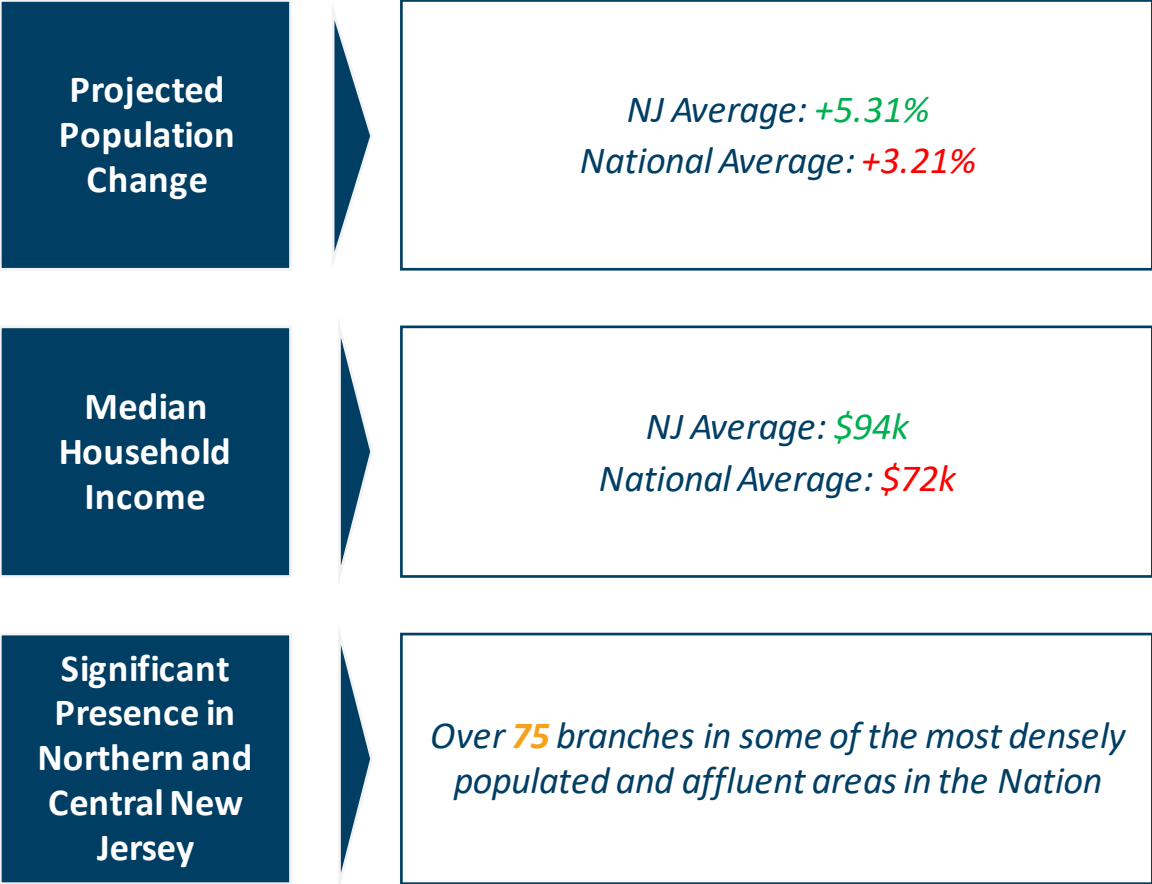 Projected
Population
Change
NJ Average: +5.31%
National Average: +3.21%
Median
Household
Income
NJ Average: $94k
National Average: $72k
Significant
Presence in
Northern and
Central New
Jersey
Over 75 branches in some of the most densely
populated and affluent areas in the Nation